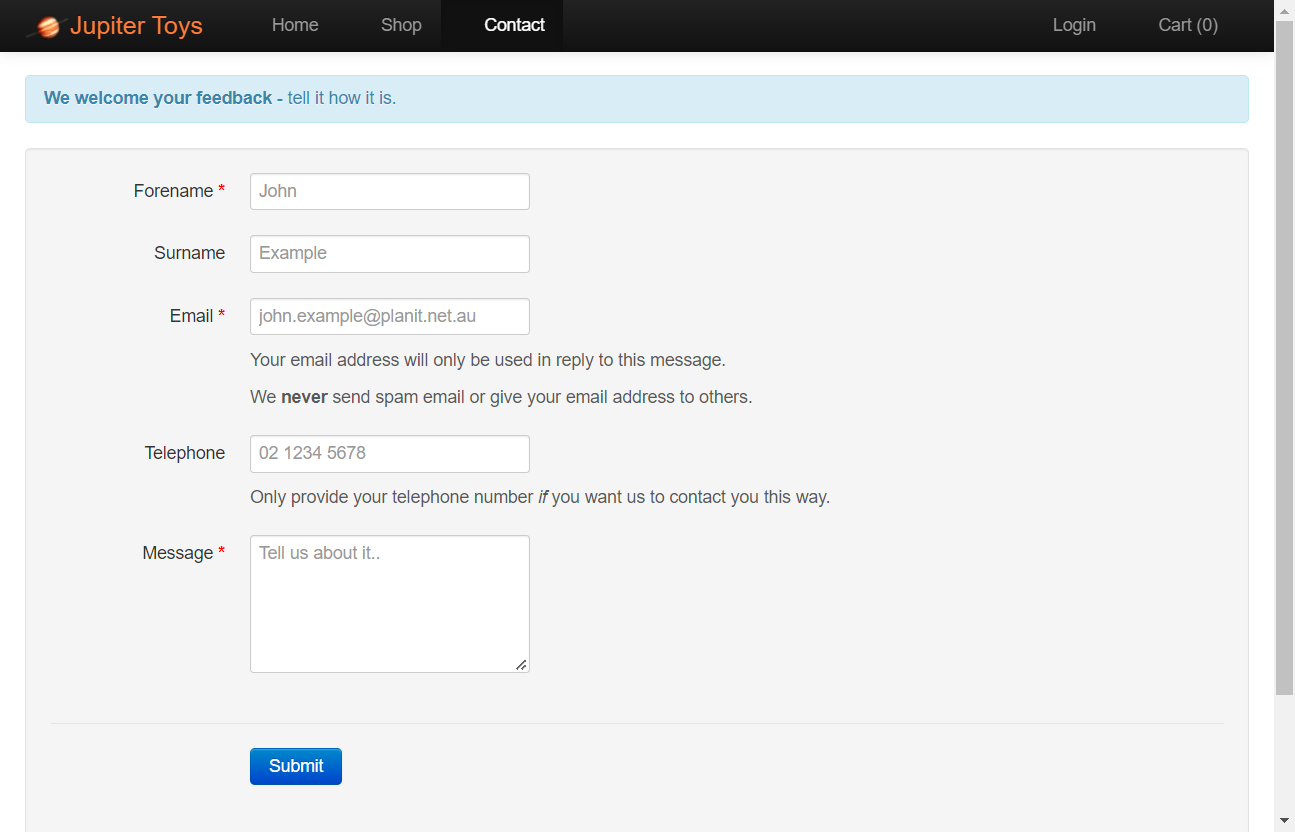 Jupiter Toys Home Shop Contact Login Cart (0)
We welcome your feedback - tell it how it is.
Forename * John
Surname Example
Email * john.example@planit.net.au
Your email address will only be used in reply to this message.
We never send spam email or give your email address to others.
Telephone 02 1234 5678
Only provide your telephone number if you want us to contact you this way.
Message * Tell us about it..
Submit